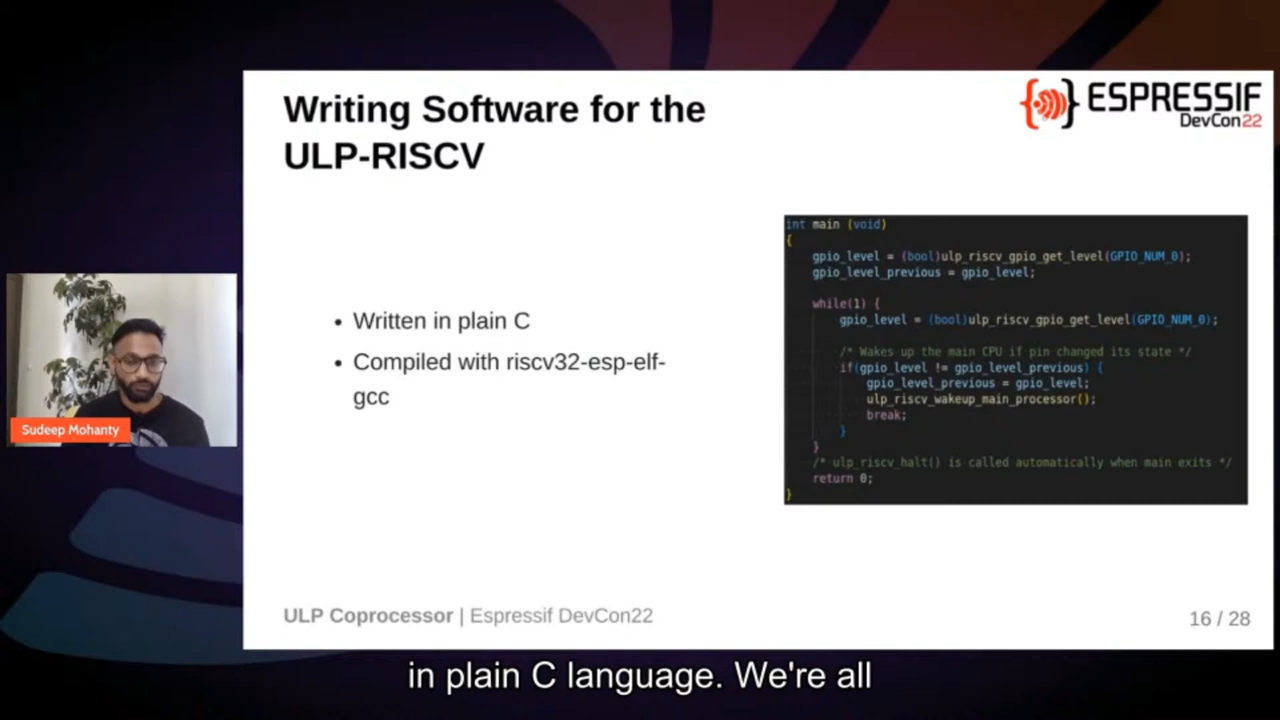 Writing Software for the
ULP-RISCV
ESPRESSIF
DevCon22
• Written in plain C
• Compiled with riscv32-esp-elf-
gcc
int main (void)
{
gpio_level = (bool)ulp_riscv_gpio_get_level(GPIO_NUM_0);
gpio_level_previous = gpio_level;
while(1) {
gpio_level = (bool)ulp_riscv_gpio_get_level(GPIO_NUM_0);
/* Wakes up the main CPU if pin changed its state */
if(gpio_level != gpio_level_previous) {
gpio_level_previous = gpio_level;
ulp_riscv_wakeup_main_processor();
break;
}
}
/* ulp_riscv_halt() is called automatically when main exits */
return 0;
}
Sudeep Mohanty
ULP Coprocessor | Espressif DevCon22
16 / 28
in plain C language. We're all